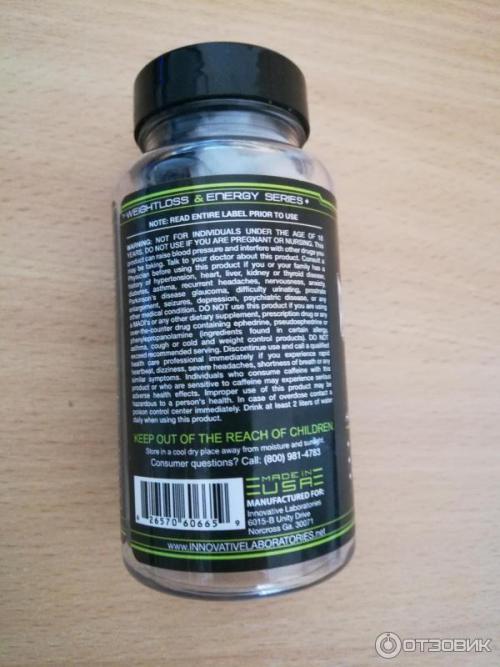 WEIGHTLOSS & ENERGY SERIES
NOTE: READ ENTIRE LABEL PRIOR TO USE
WARNING: NOT FOR INDIVIDUALS UNDER THE AGE OF 18
YEARS. DO NOT USE IF YOU ARE PREGNANT OR NURSING. This
product can raise blood pressure and interfere with other drugs you
may be taking. Talk to your doctor about this product. Consult a
Physician before using this product if you or your family has a
history of hypertension, heart, liver, kidney or thyroid disease,
diabetes, asthma, recurrent headaches, nervousness, anxiety,
Parkinson's disease glaucoma, difficulty urinating, prostate
enlargement, seizures, depression, psychiatric disease, or any
other medical condition. DO NOT use this product if you are using
a MAOI's or any other dietary supplement, prescription drug or any
over-the-counter drug containing ephedrine, pseudoephedrine or
phenylepropanolamine (ingredients found in certain allergy,
asthma, cough or cold and weight control products). DO NOT
exceed recommended serving. Discontinue use and call a qualified
health care professional immediately if you experience rapid
heartbeat, dizziness, severe headaches, shortness of breath or any
similar symptoms. Individuals who consume caffeine with this
product or who are sensitive to caffeine may experience serious
adverse health effects. Improper use of this product may be
hazardous to a person's health. In case of overdose contact a
poison control center immediately. Drink at least 2 liters of water
daily when using this product.
KEEP OUT OF THE REACH OF CHILDREN.
Store in a cool dry place away from moisture and sunlight.
Consumer questions? Call: (800) 981-4783
MADE IN
USA
MANUFACTURED FOR:
Innovative Laboratories
6015-B Unity Drive
Norcross Ga. 30071
26570 60665 9
WWW.INNOVATIVELABORATORIES.net
ОТЗОВИК